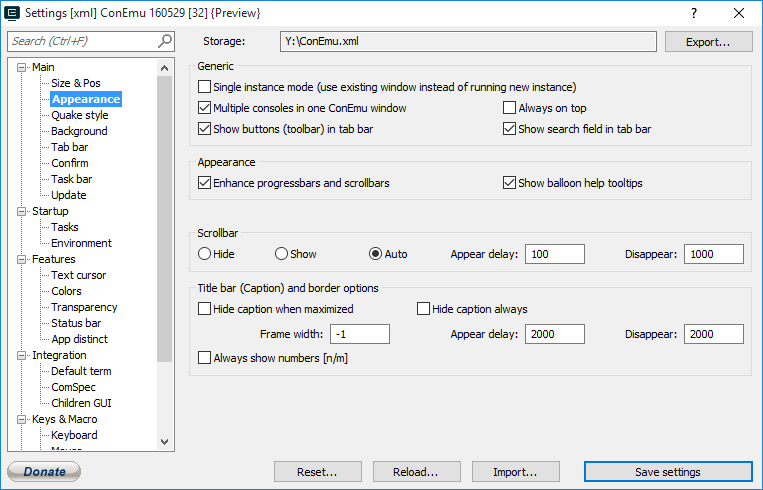 Settings [xml] ConEmu 160529 [32] {Preview}
Search (Ctrl+F)
Storage: Y:\ConEmu.xml Export...
Main
Size & Pos
Appearance
Quake style
Background
Tab bar
Confirm
Task bar
Update
Startup
Tasks
Environment
Features
Text cursor
Colors
Transparency
Status bar
App distinct
Integration
Default term
ComSpec
Children GUI
Keys & Macro
Keyboard
Mouse
Generic
Single instance mode (use existing window instead of running new instance)
Multiple consoles in one ConEmu window Always on top
Show buttons (toolbar) in tab bar Show search field in tab bar
Appearance
Enhance progressbars and scrollbars Show balloon help tooltips
Scrollbar
Hide Show Auto Appear delay: 100 Disappear: 1000
Title bar (Caption) and border options
Hide caption when maximized Hide caption always
Frame width: -1 Appear delay: 2000 Disappear: 2000
Always show numbers [n/m]
Donate Reset... Reload... Import... Save settings